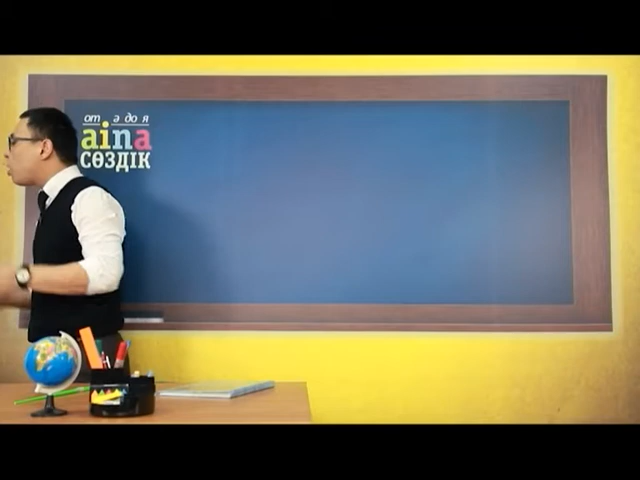 от ә до я
aina
сөздік